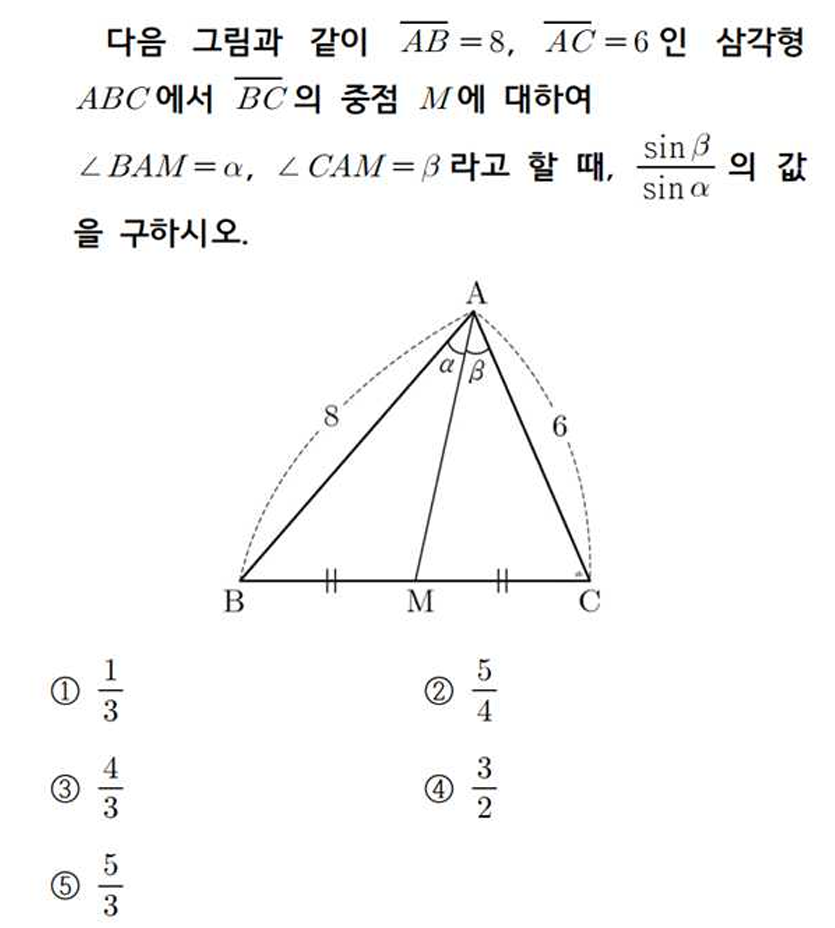 다음 그림과 같이 $\overline{AB}=8$, $\overline{AC}=6$인 삼각형
$ABC$에서 $\overline{BC}$의 중점 $M$에 대하여
$\angle BAM=\alpha$, $\angle CAM=\beta$라고 할 때, $\frac{\sin\beta}{\sin\alpha}$의 값
을 구하시오.
A
α β
8
6
B M C
① $\frac{1}{3}$ ② $\frac{5}{4}$
③ $\frac{4}{3}$ ④ $\frac{3}{2}$
⑤ $\frac{5}{3}$